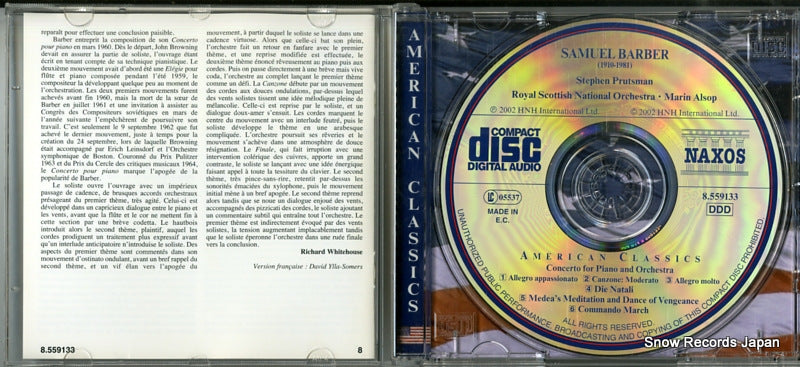 reparaît pour effectuer une conclusion paisible.
Barber entreprit la composition de son Concerto
pour piano en mars 1960. Dès le départ, John Browning
devait en assurer la partie de soliste, l'ouvrage étant
écrit en tenant compte de sa technique pianistique. Le
deuxième mouvement avait d'abord été une Elégie pour
flûte et piano composée pendant l'été 1959, le
compositeur la développant quelque peu au moment de
l'orchestration. Les deux premiers mouvements furent
achevés avant fin 1960, mais la mort de la sœur de
Barber en juillet 1961 et une invitation à assister au
Congrès des Compositeurs soviétiques en mars de
l'année suivante l'empêchèrent de poursuivre son
travail. C'est seulement le 9 septembre 1962 que fut
achevé le dernier mouvement, juste à temps pour la
création du 24 septembre, lors de laquelle Browning
était accompagné par Erich Leinsdorf et l'Orchestre
symphonique de Boston. Couronné du Prix Pulitzer
1963 et du Prix du Cercle des critiques musicaux 1964,
le Concerto pour piano marque l'apogée de la
popularité de Barber.
Le soliste ouvre l'ouvrage avec un impérieux
passage de cadence, de brusques accords orchestraux
présageant du premier thème, très agité. Celui-ci est
développé dans un capricieux dialogue entre le piano et
les vents, avant que la flûte et le cor ne mettent fin à
cette section par une brève codetta. Le hautbois
introduit alors le second thème, plaintif, auquel les
cordes prodiguent un traitement plus expressif avant
qu'un interlude anticipatoire n'introduise le soliste. Des
aspects du premier thème sont commentés dans son
mouvement d'ostinato ondulant, avant un bref rappel du
second thème, et un vif élan vers l'apogée du
8.559133
mouvement, à partir duquel le soliste se lance dans une
cadence virtuose. Alors que celle-ci bat son plein,
l'orchestre fait un retour en fanfare avec le premier
thème, et une reprise modifiée est effectuée, le
deuxième thème énoncé rêveusement au piano puis aux
cordes. Puis on passe directement à une brève mais vive
coda, l'orchestre au complet lançant le premier thème
comme un défi. La Canzone débute par un mouvement
des cordes aux douces ondulations, par-dessus lequel
les vents solistes tissent une idée mélodique pleine de
mélancolie. Celle-ci est reprise par le soliste, et un
dialogue doux-amer s'ensuit. Les cordes marquent le
centre du mouvement avec un interlude feutré, puis le
soliste développe le thème en une arabesque
compliquée. L'orchestre poursuit ses rêveries et le
mouvement s'achève dans une atmosphère de douce
résignation. Le Finale, qui fait irruption avec une
intervention colérique des cuivres, apporte un grand
contraste, le soliste se lançant avec une idée énergique
faisant appel à toute la tessiture du clavier. Le second
thème, très pince-sans-rire, retentit par-dessus les
sonorités émaciées du xylophone, puis le mouvement
initial mène à un bref apogée. Le second thème reprend
alors tandis que se noue un dialogue enjoué des vents,
accompagnés des pizzicati des cordes, le soliste ajoutant
un commentaire subtil qui entraîne tout l'orchestre. Le
premier thème est indirectement évoqué par des vents
solistes, la tension augmentant implacablement tandis
que le soliste éperonne l'orchestre dans une ruée finale
vers la conclusion.
Richard Whitehouse
Version française : David Ylla-Somers
8
AMERICAN CLASSICS
SAMUEL BARBER
(1910-1981)
Stephen Prutsman
Royal Scottish National Orchestra • Marin Alsop
℗ 2002 HNH International Ltd.
© 2002 HNH International Ltd.
COMPACT
disc
DIGITAL AUDIO
NAXOS
LC 05537
8.559133
MADE IN
E.C.
DDD
AMERICAN CLASSICS
Concerto for Piano and Orchestra
1 Allegro appassionato 2 Canzone: Moderato 3 Allegro molto
4 Die Natali
5 Medea's Meditation and Dance of Vengeance
6 Commando March
ALL RIGHTS RESERVED.
UNAUTHORIZED PUBLIC PERFORMANCE, BROADCASTING AND COPYING OF THIS COMPACT DISC PROHIBITED.
Snow Records Japan